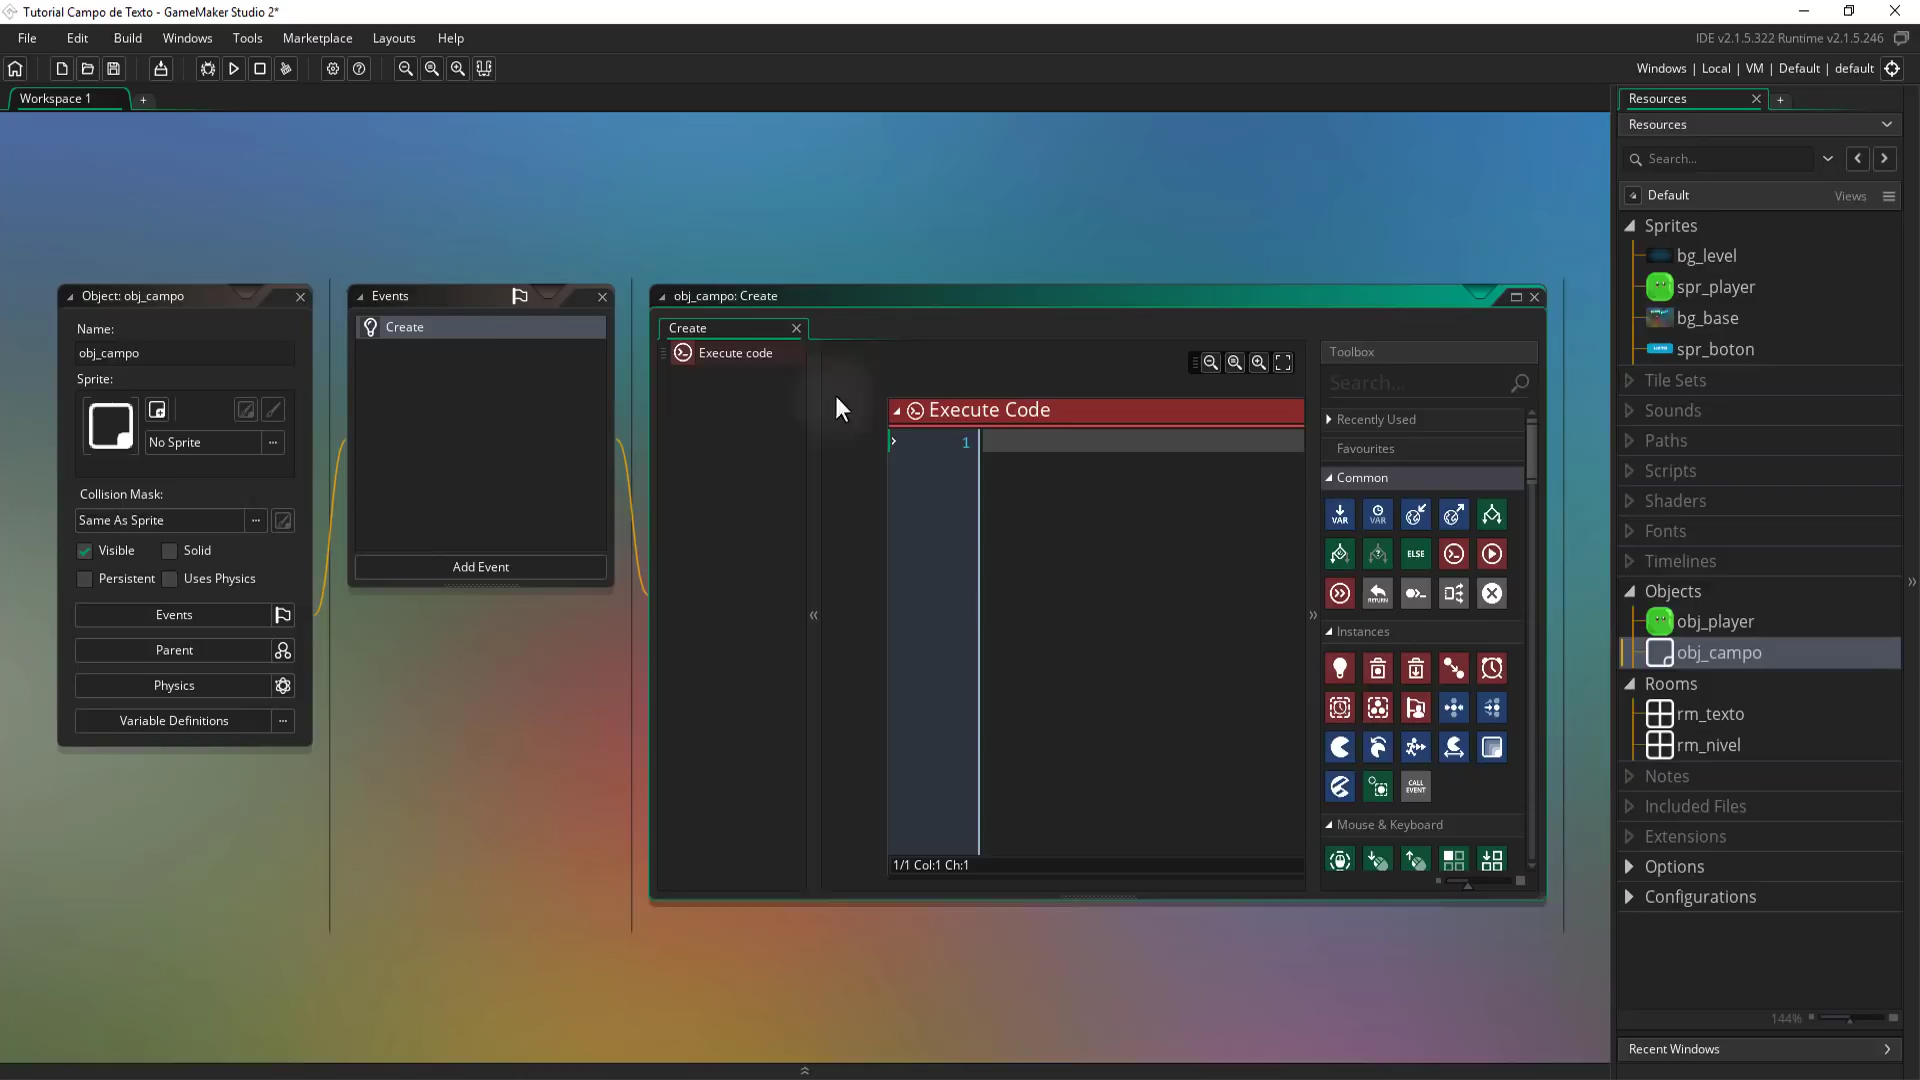 Tutorial Campo de Texto - GameMaker Studio 2*
File Edit Build Windows Tools Marketplace Layouts Help
IDE v2.1.5.322 Runtime v2.1.5.246
Windows | Local | VM | Default | default
Workspace 1
Resources
Resources
Search...
Default
Views
Sprites
bg_level
spr_player
bg_base
spr_boton
Tile Sets
Sounds
Paths
Scripts
Shaders
Fonts
Timelines
Objects
obj_player
obj_campo
Rooms
rm_texto
rm_nivel
Notes
Included Files
Extensions
Options
Configurations
144%
Recent Windows
Object: obj_campo
Name:
obj_campo
Sprite:
No Sprite
Collision Mask:
Same As Sprite
Visible
Solid
Persistent
Uses Physics
Events
Parent
Physics
Variable Definitions
Events
Create
Add Event
obj_campo: Create
Create
Execute code
Execute Code
1
1/1 Col:1 Ch:1
Toolbox
Search...
Recently Used
Favourites
Common
VAR
VAR
ELSE
RETURN
Instances
CALL
EVENT
Mouse & Keyboard